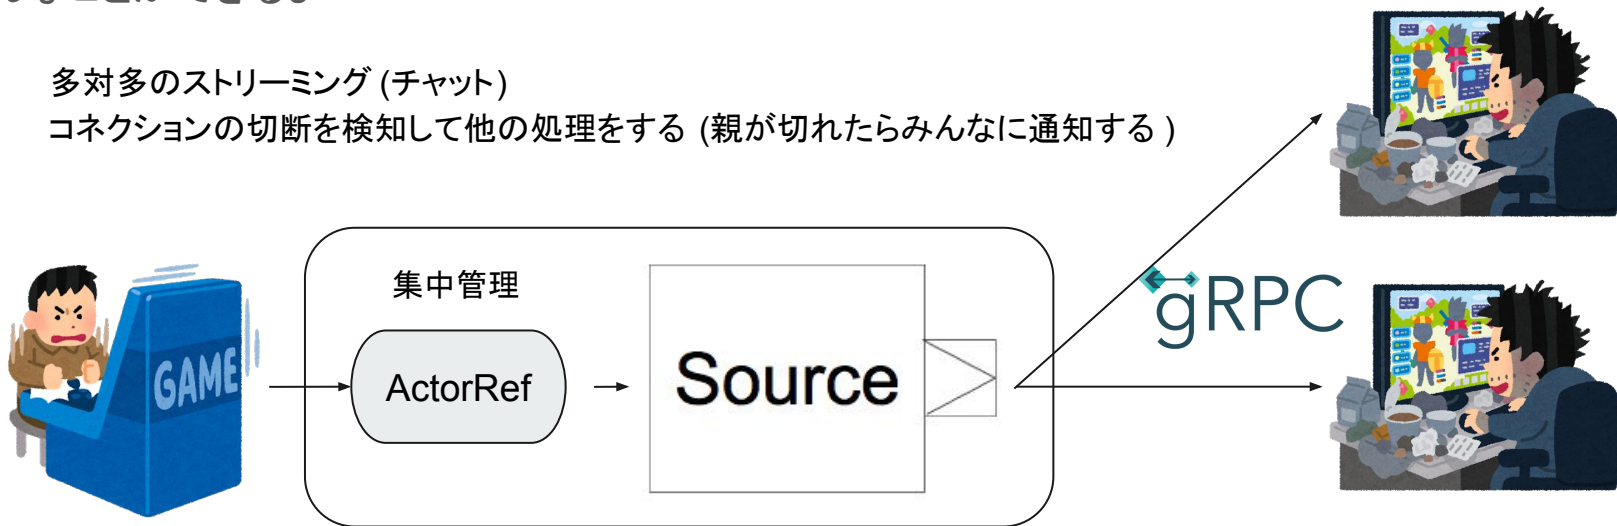 多対多のストリーミング (チャット)
コネクションの切断を検知して他の処理をする (親が切れたらみんなに通知する )
集中管理
ActorRef
Source
gRPC
GAME